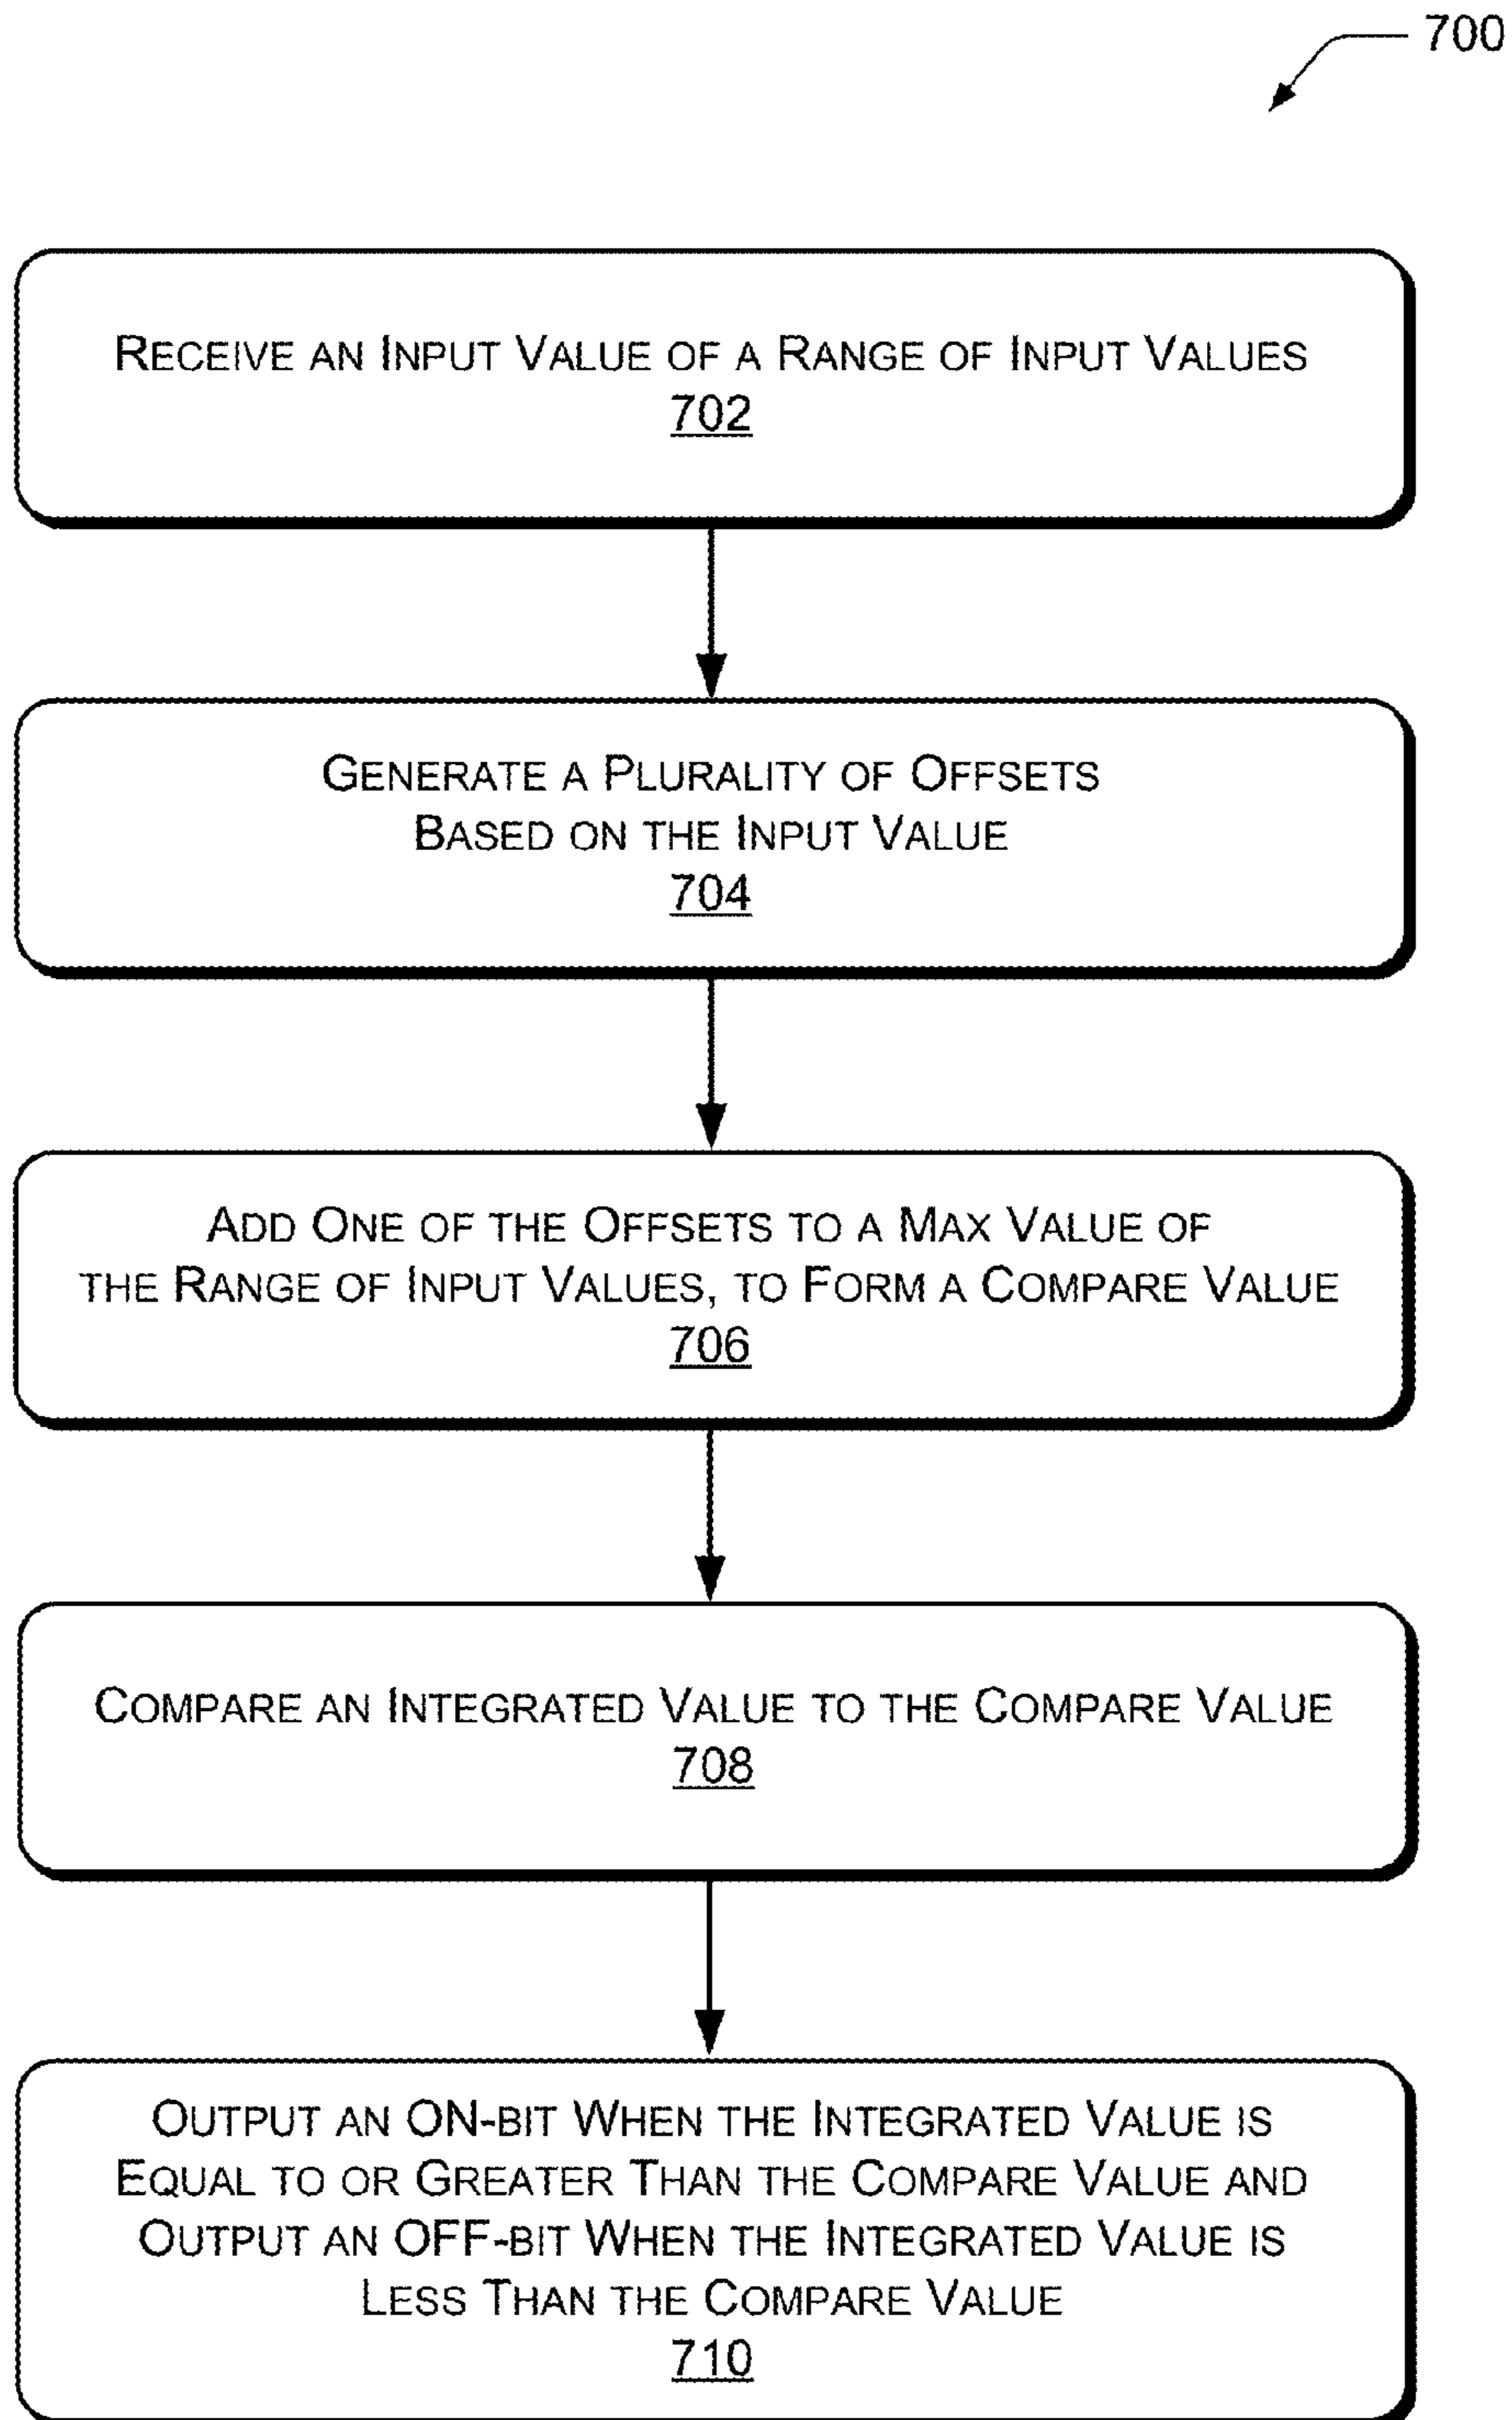 700
RECEIVE AN INPUT VALUE OF A RANGE OF INPUT VALUES
702
GENERATE A PLURALITY OF OFFSETS
BASED ON THE INPUT VALUE
704
ADD ONE OF THE OFFSETS TO A MAX VALUE OF
THE RANGE OF INPUT VALUES, TO FORM A COMPARE VALUE
706
COMPARE AN INTEGRATED VALUE TO THE COMPARE VALUE
708
OUTPUT AN ON-BIT WHEN THE INTEGRATED VALUE IS
EQUAL TO OR GREATER THAN THE COMPARE VALUE AND
OUTPUT AN OFF-BIT WHEN THE INTEGRATED VALUE IS
LESS THAN THE COMPARE VALUE
710